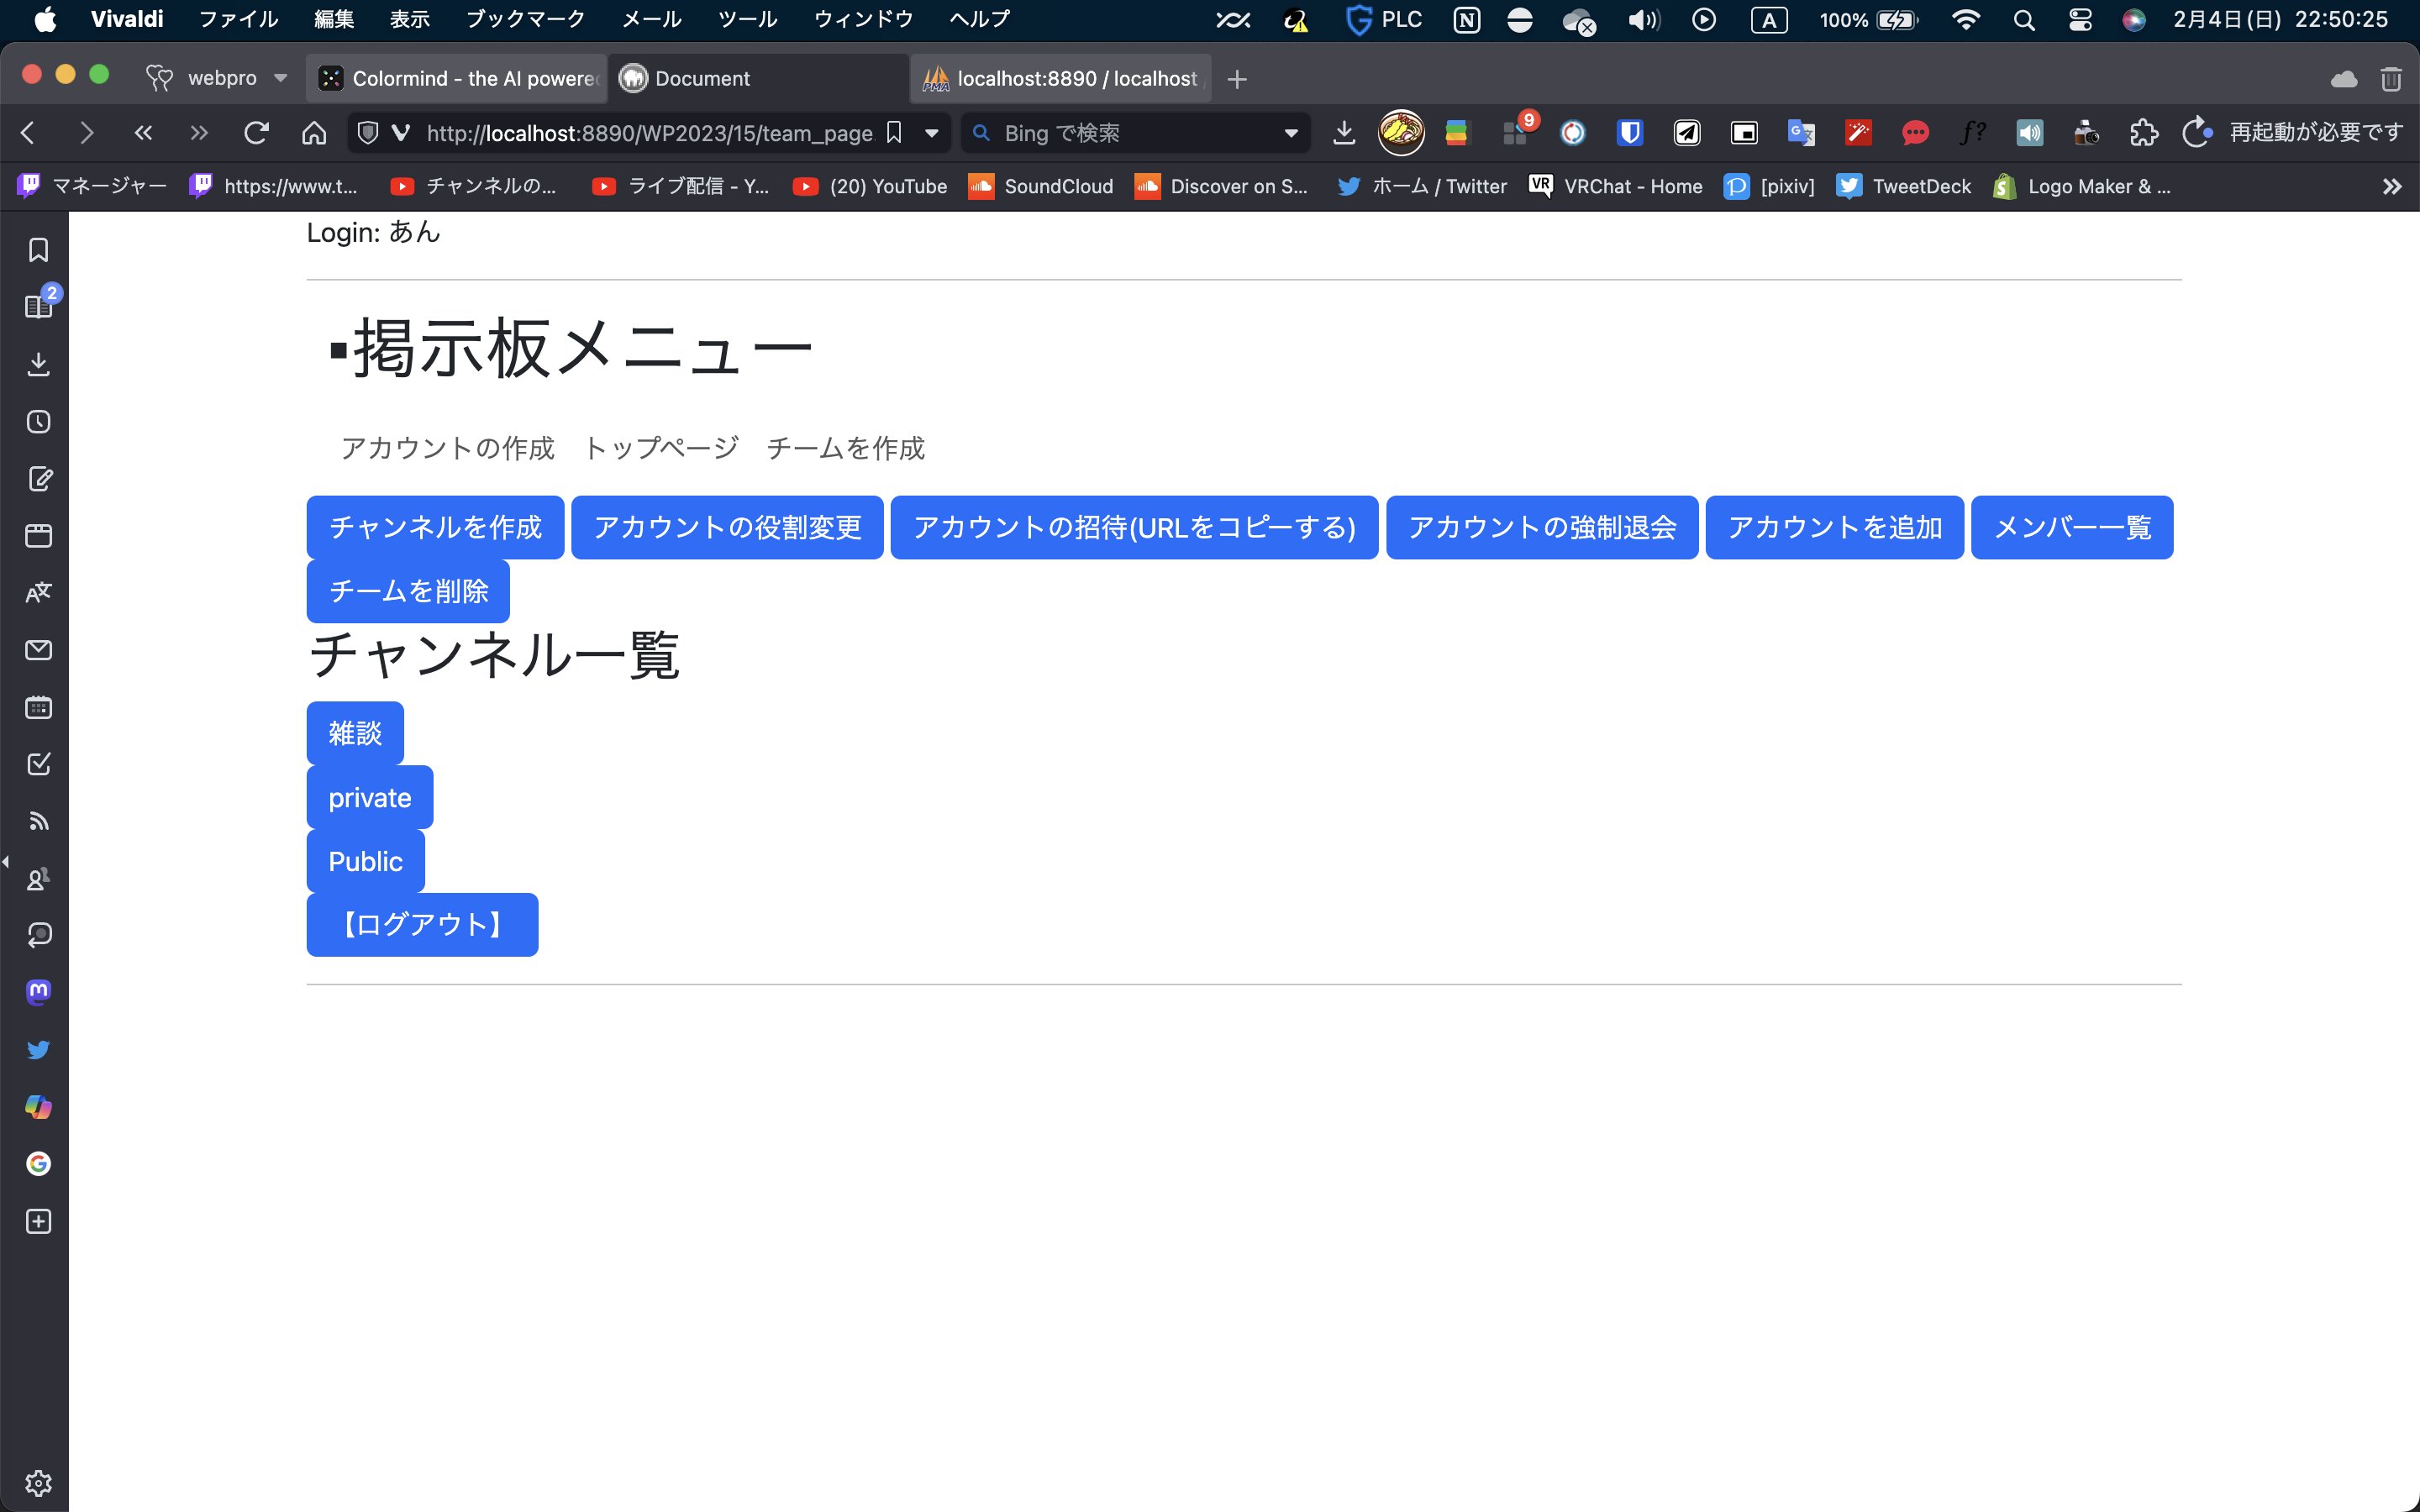 Vivaldi ファイル 編集 表示 ブックマーク メール ツール ウィンドウ ヘルプ PLC A 100% 2月4日(日) 22:50:25
webpro Colormind - the AI powere Document localhost:8890 / localhost
http://localhost:8890/WP2023/15/team_page. Bing で検索 9 再起動が必要です
マネージャー https://www.t... チャンネルの... ライブ配信 - Y... (20) YouTube SoundCloud Discover on S... ホーム / Twitter VRChat - Home [pixiv] TweetDeck Logo Maker & ...
2
Login: あん
▪掲示板メニュー
アカウントの作成 トップページ チームを作成
チャンネルを作成 アカウントの役割変更 アカウントの招待(URLをコピーする) アカウントの強制退会 アカウントを追加 メンバー一覧
チームを削除
チャンネル一覧
雑談
private
Public
【ログアウト】